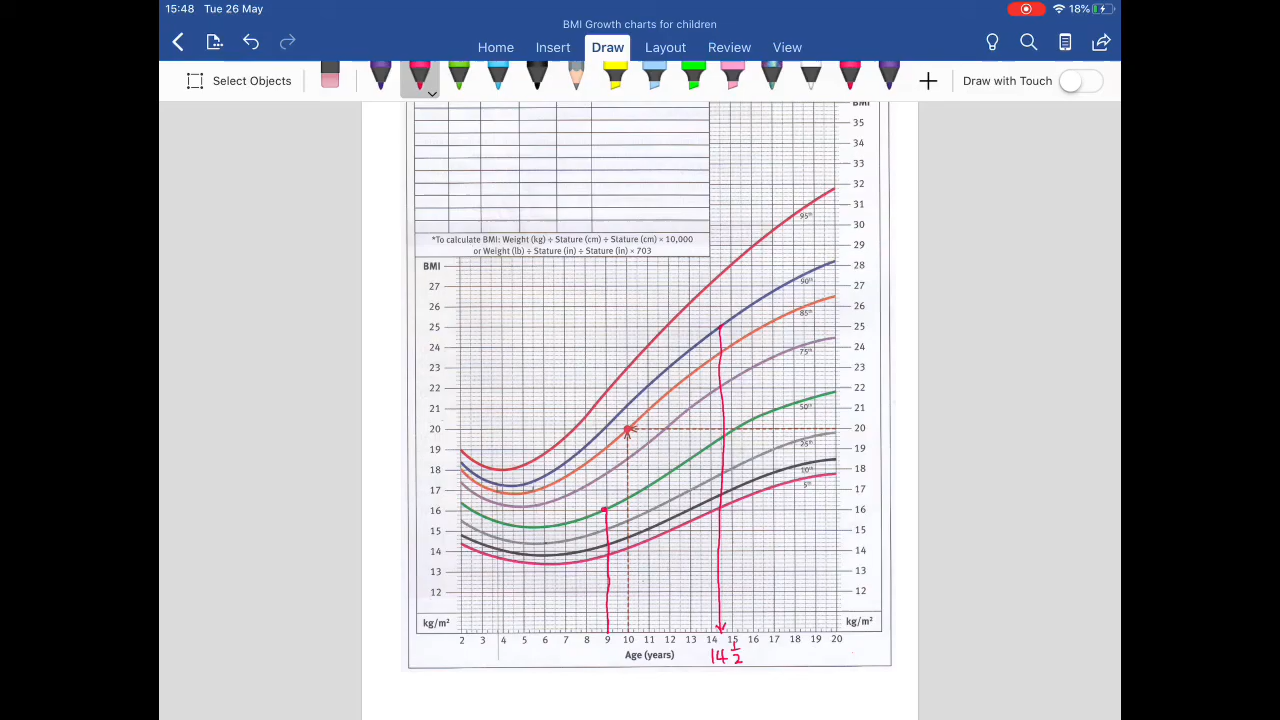 15:48 Tue 26 May
18%
BMI Growth charts for children
Home Insert Draw Layout Review View
Select Objects
Draw with Touch
BMI
35
34
33
32
31
30
29
28
27
26
25
24
23
22
21
20
19
18
17
16
15
14
13
12
kg/m²
95th
90th
85th
75th
50th
25th
10th
5th
*To calculate BMI: Weight (kg) ÷ Stature (cm) ÷ Stature (cm) × 10,000
or Weight (lb) ÷ Stature (in) ÷ Stature (in) × 703
BMI
27
26
25
24
23
22
21
20
19
18
17
16
15
14
13
12
kg/m²
2 3 4 5 6 7 8 9 10 11 12 13 14 15 16 17 18 19 20
Age (years)
14 1/2